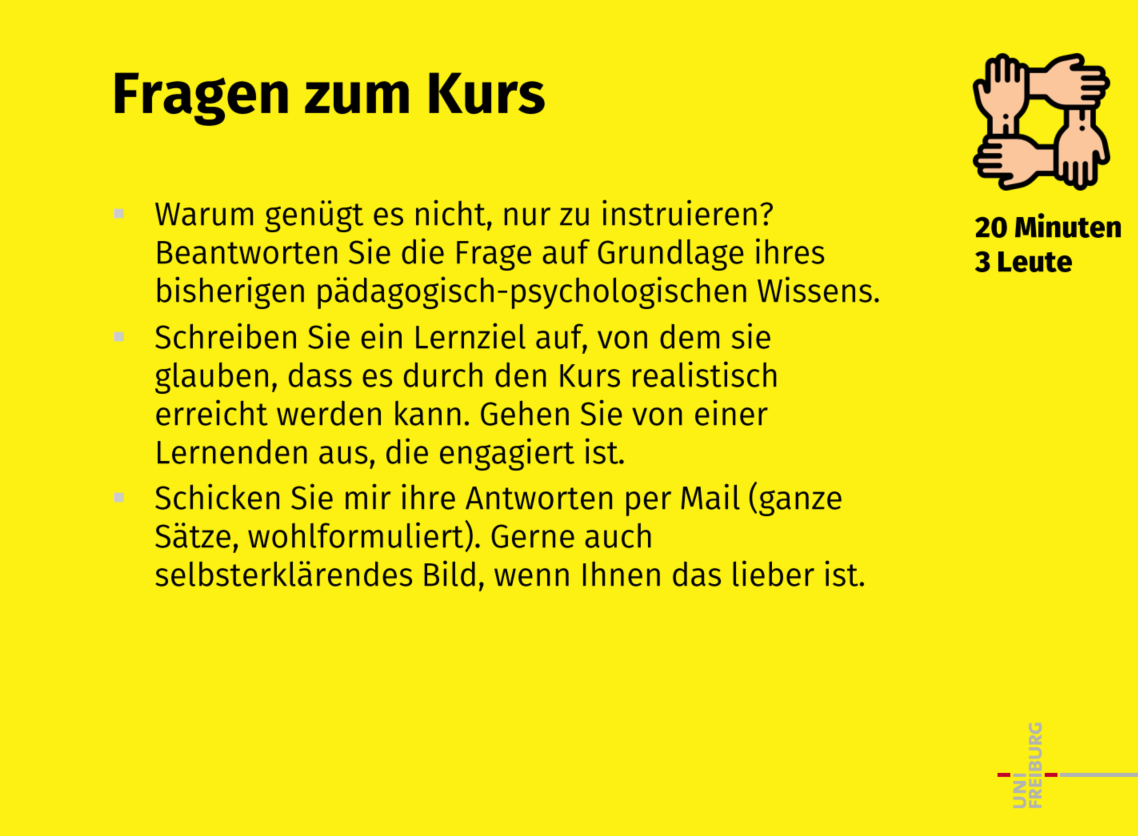 Fragen zum Kurs
20 Minuten
3 Leute
▪ Warum genügt es nicht, nur zu instruieren?
Beantworten Sie die Frage auf Grundlage ihres
bisherigen pädagogisch-psychologischen Wissens.
▪ Schreiben Sie ein Lernziel auf, von dem sie
glauben, dass es durch den Kurs realistisch
erreicht werden kann. Gehen Sie von einer
Lernenden aus, die engagiert ist.
▪ Schicken Sie mir ihre Antworten per Mail (ganze
Sätze, wohlformuliert). Gerne auch
selbsterklärendes Bild, wenn Ihnen das lieber ist.
UNI
FREIBURG